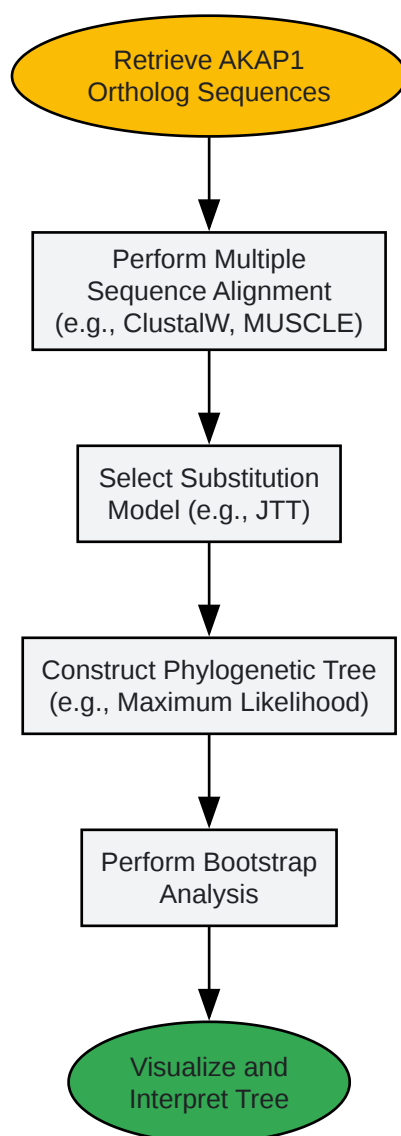 Retrieve AKAP1
Ortholog Sequences
Perform Multiple
Sequence Alignment
(e.g., ClustalW, MUSCLE)
Select Substitution
Model (e.g., JTT)
Construct Phylogenetic Tree
(e.g., Maximum Likelihood)
Perform Bootstrap
Analysis
Visualize and
Interpret Tree